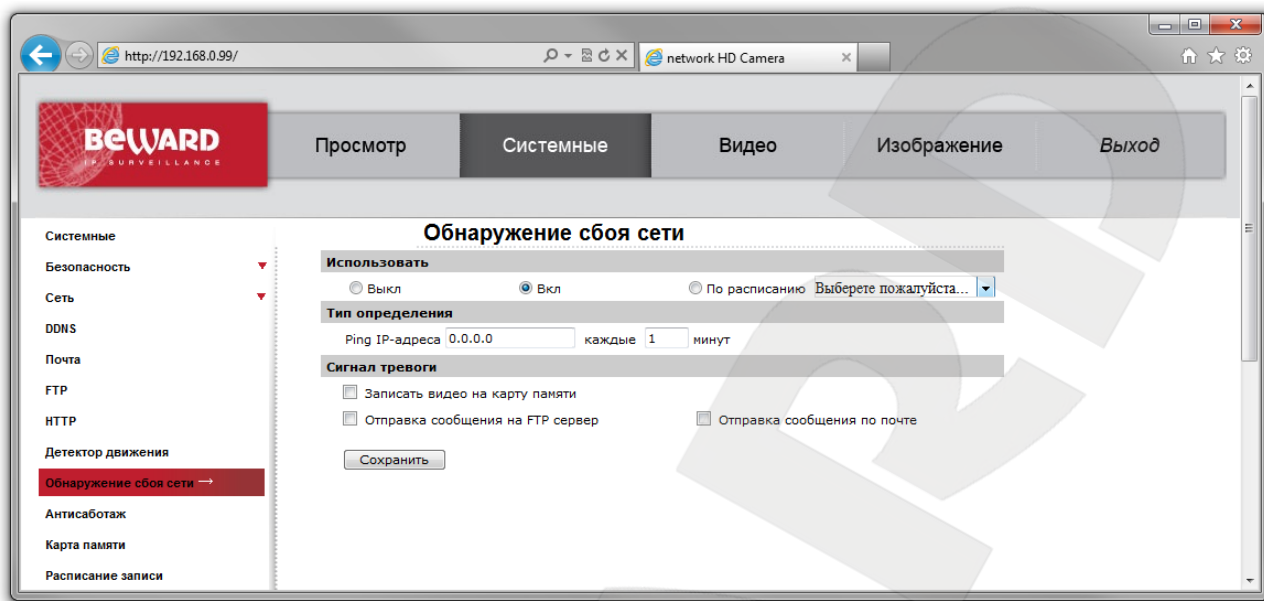 http://192.168.0.99/
network HD Camera
BEWARD
IP SURVEILLANCE
Просмотр
Системные
Видео
Изображение
Выход
Системные
Безопасность
Сеть
DDNS
Почта
FTP
HTTP
Детектор движения
Обнаружение сбоя сети →
Антисаботаж
Карта памяти
Расписание записи
Обнаружение сбоя сети
Использовать
Выкл Вкл По расписанию Выберете пожалуйста...
Тип определения
Ping IP-адреса 0.0.0.0 каждые 1 минут
Сигнал тревоги
Записать видео на карту памяти
Отправка сообщения на FTP сервер Отправка сообщения по почте
Сохранить